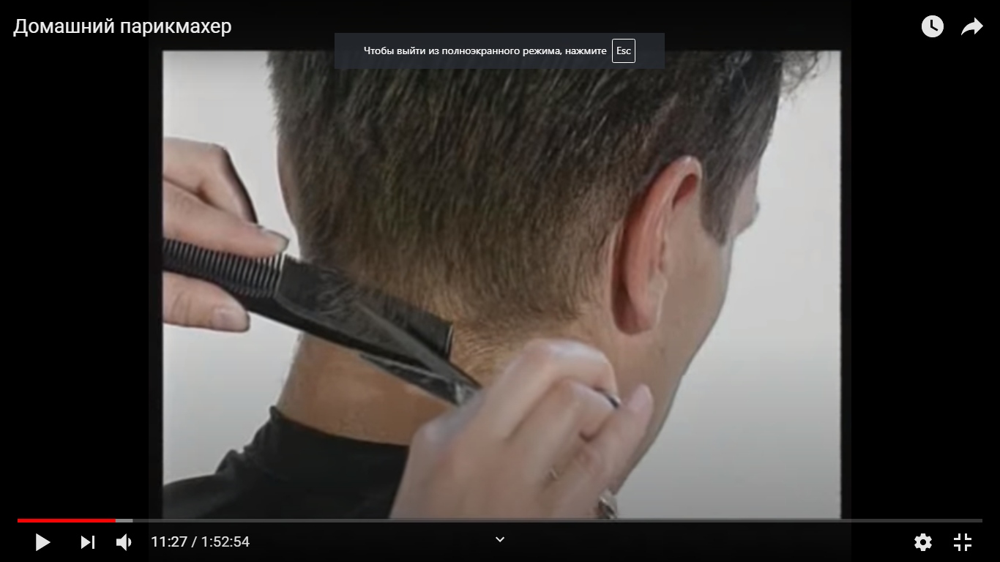 Домашний парикмахер
Чтобы выйти из полноэкранного режима, нажмите Esc
11:27 / 1:52:54